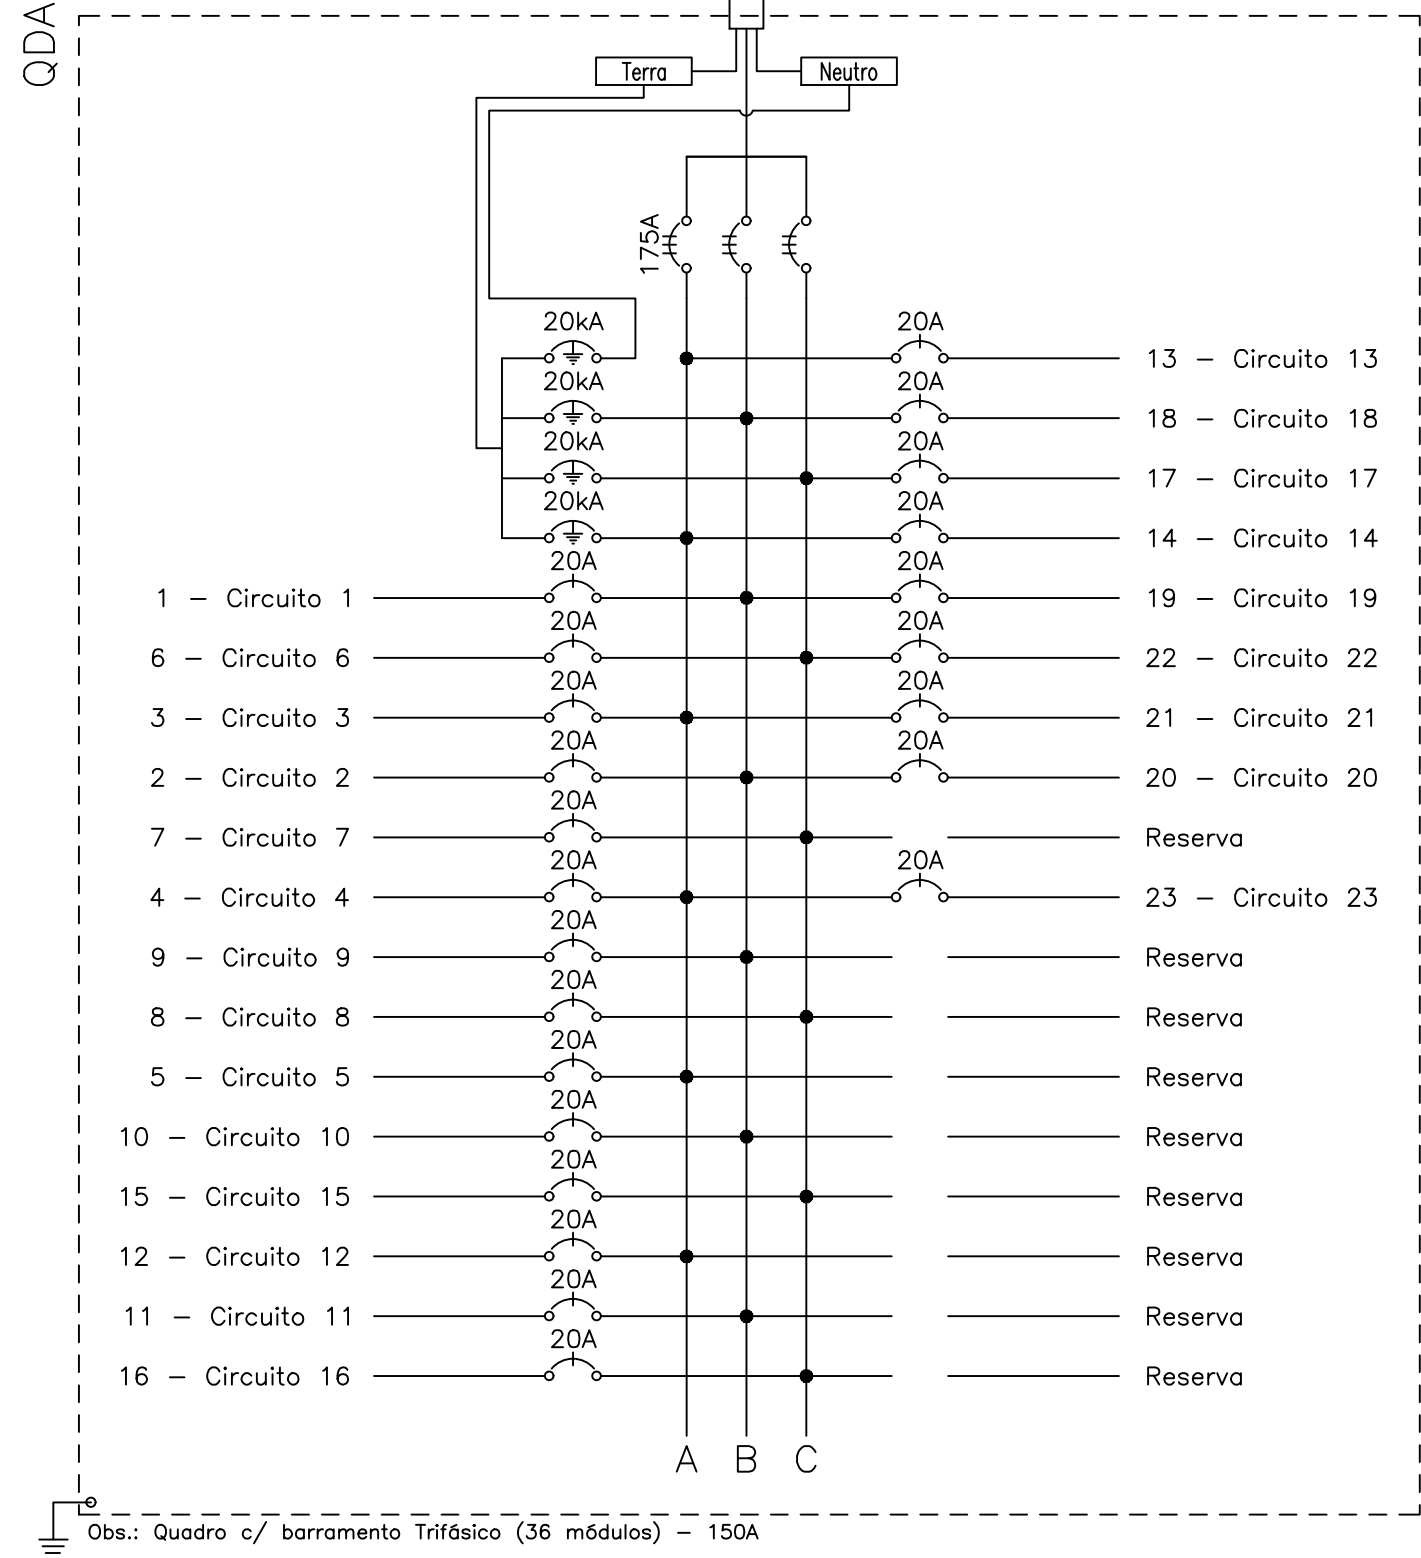 QDA
Terra
Neutro
175A
20kA 20A
13 - Circuito 13
20kA 20A
18 - Circuito 18
20kA 20A
17 - Circuito 17
20kA 20A
14 - Circuito 14
20A 20A
1 - Circuito 1 19 - Circuito 19
20A 20A
6 - Circuito 6 22 - Circuito 22
20A 20A
3 - Circuito 3 21 - Circuito 21
20A 20A
2 - Circuito 2 20 - Circuito 20
20A
7 - Circuito 7 Reserva
20A 20A
4 - Circuito 4 23 - Circuito 23
20A
9 - Circuito 9 Reserva
20A
8 - Circuito 8 Reserva
20A
5 - Circuito 5 Reserva
20A
10 - Circuito 10 Reserva
20A
15 - Circuito 15 Reserva
20A
12 - Circuito 12 Reserva
20A
11 - Circuito 11 Reserva
20A
16 - Circuito 16 Reserva
A B C
Obs.: Quadro c/ barramento Trifásico (36 módulos) - 150A